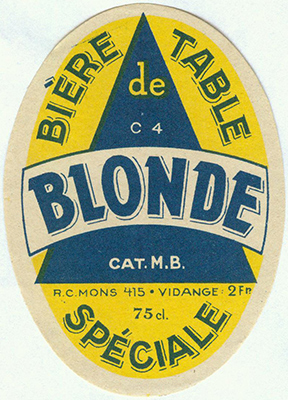 BIÈRE de TABLE
C 4
BLONDE
CAT. M.B.
R.C. MONS 415 • VIDANGE: 2 FR
75 cl.
SPÉCIALE